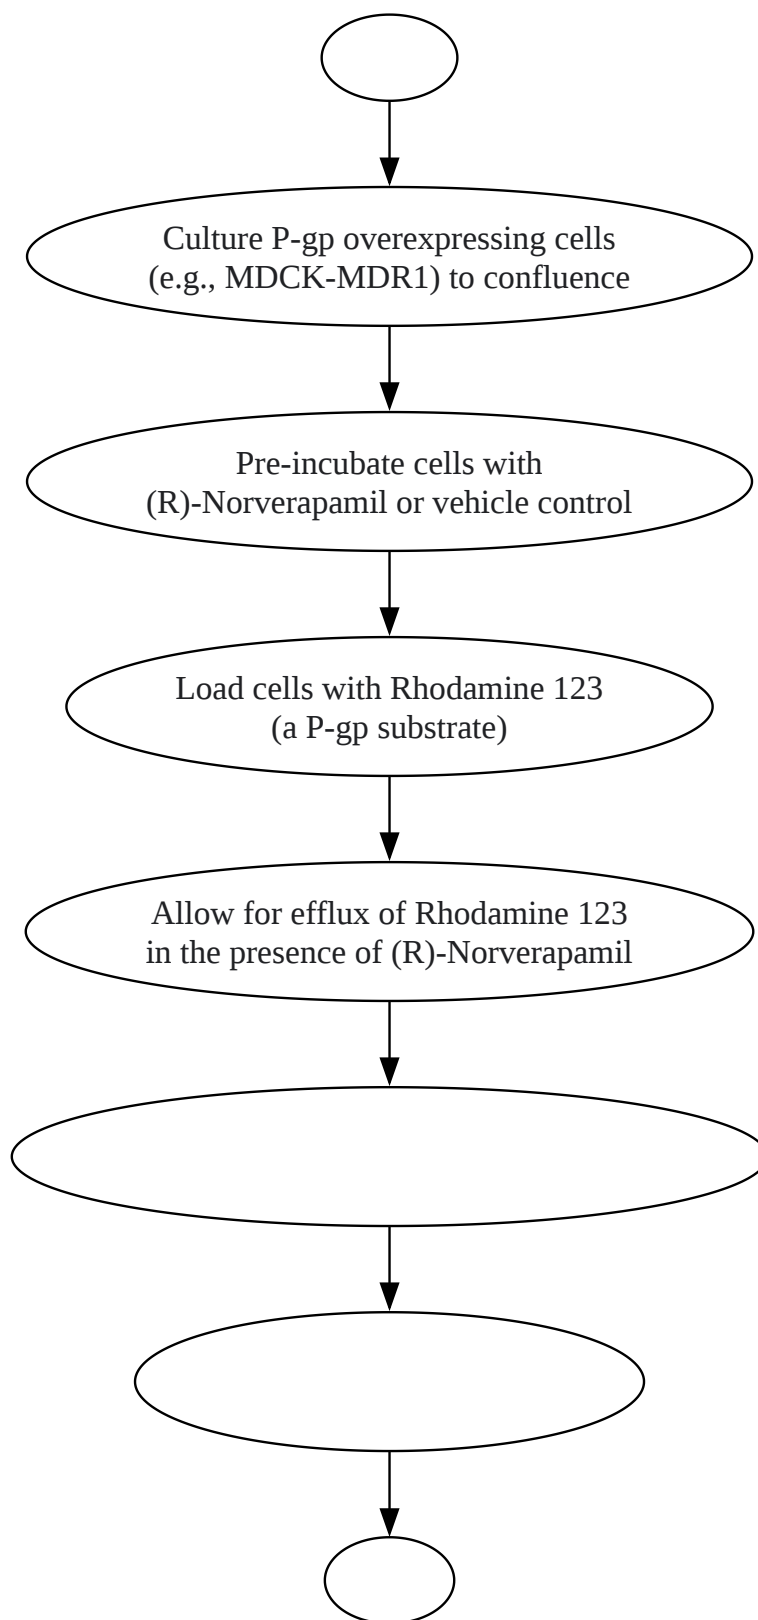 Culture P-gp overexpressing cells
(e.g., MDCK-MDR1) to confluence
Pre-incubate cells with
(R)-Norverapamil or vehicle control
Load cells with Rhodamine 123
(a P-gp substrate)
Allow for efflux of Rhodamine 123
in the presence of (R)-Norverapamil